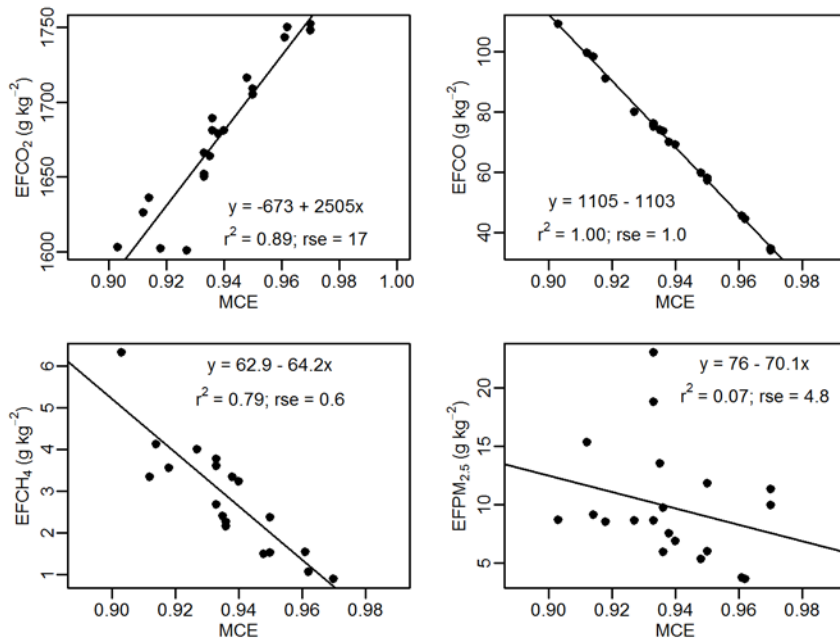 EFCO₂ (g kg⁻²)
1600 1650 1700 1750
y = -673 + 2505x
r² = 0.89; rse = 17
0.90 0.92 0.94 0.96 0.98 1.00
MCE
EFCO (g kg⁻²)
40 60 80 100
y = 1105 - 1103
r² = 1.00; rse = 1.0
0.90 0.92 0.94 0.96 0.98
MCE
EFCH₄ (g kg⁻²)
1 2 3 4 5 6
y = 62.9 - 64.2x
r² = 0.79; rse = 0.6
0.90 0.92 0.94 0.96 0.98
MCE
EFPM₂.₅ (g kg⁻²)
5 10 15 20
y = 76 - 70.1x
r² = 0.07; rse = 4.8
0.90 0.92 0.94 0.96 0.98
MCE